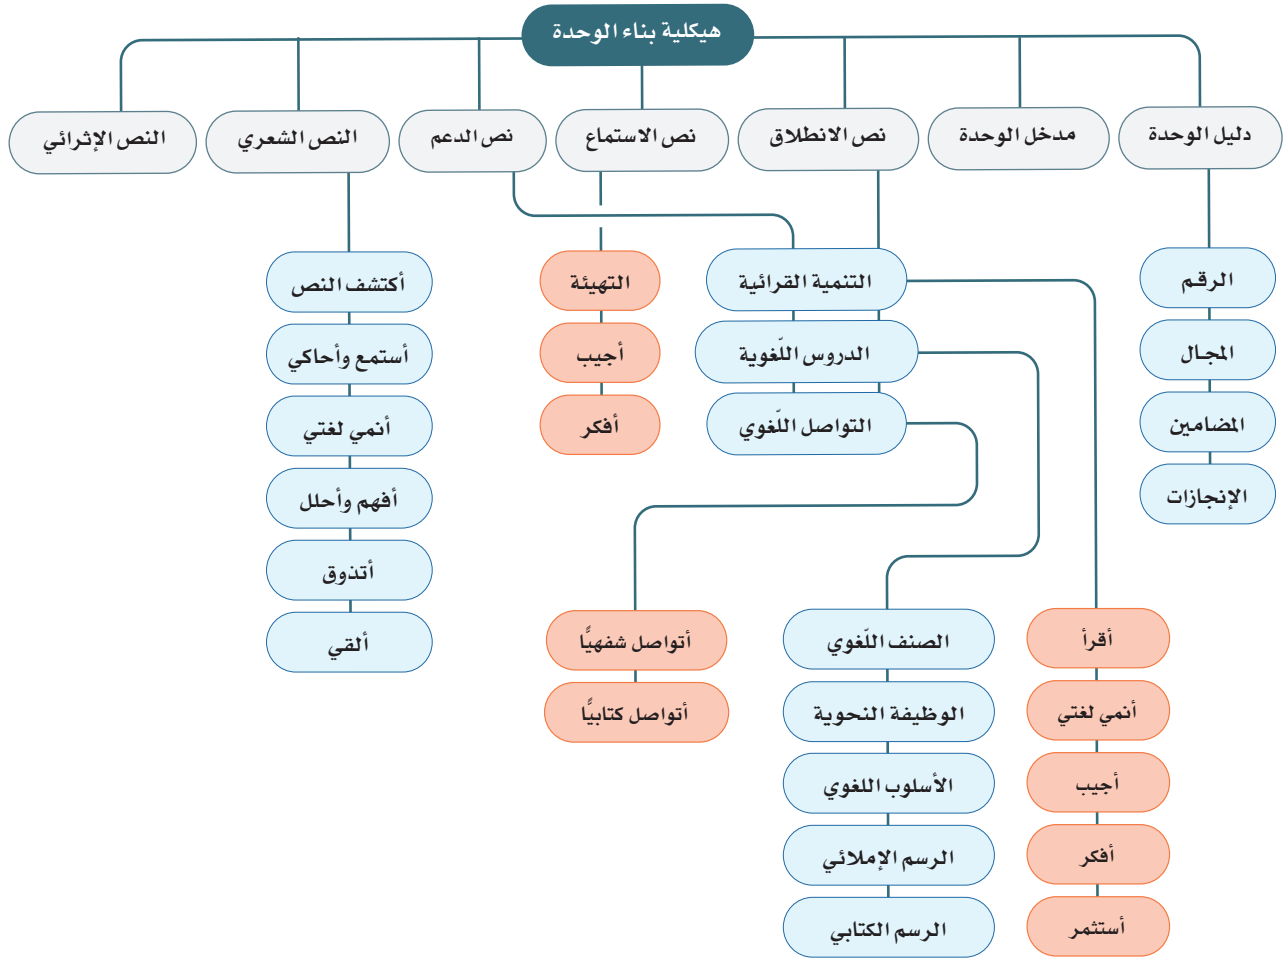 هيكلية بناء الوحدة
دليل الوحدة
مدخل الوحدة
نص الانطلاق
نص الاستماع
نص الدعم
النص الشعري
النص الإثرائي
الرقم
المجال
المضامين
الإنجازات
التنمية القرائية
الدروس اللّغوية
التواصل اللّغوي
التهيئة
أجيب
أفكر
أكتشف النص
أستمع وأحاكي
أنمي لغتي
أفهم وأحلل
أتذوق
ألقي
أقرأ
أنمي لغتي
أجيب
أفكر
أستثمر
الصنف اللّغوي
الوظيفة النحوية
الأسلوب اللغوي
الرسم الإملائي
الرسم الكتابي
أتواصل شفهيًّا
أتواصل كتابيًّا